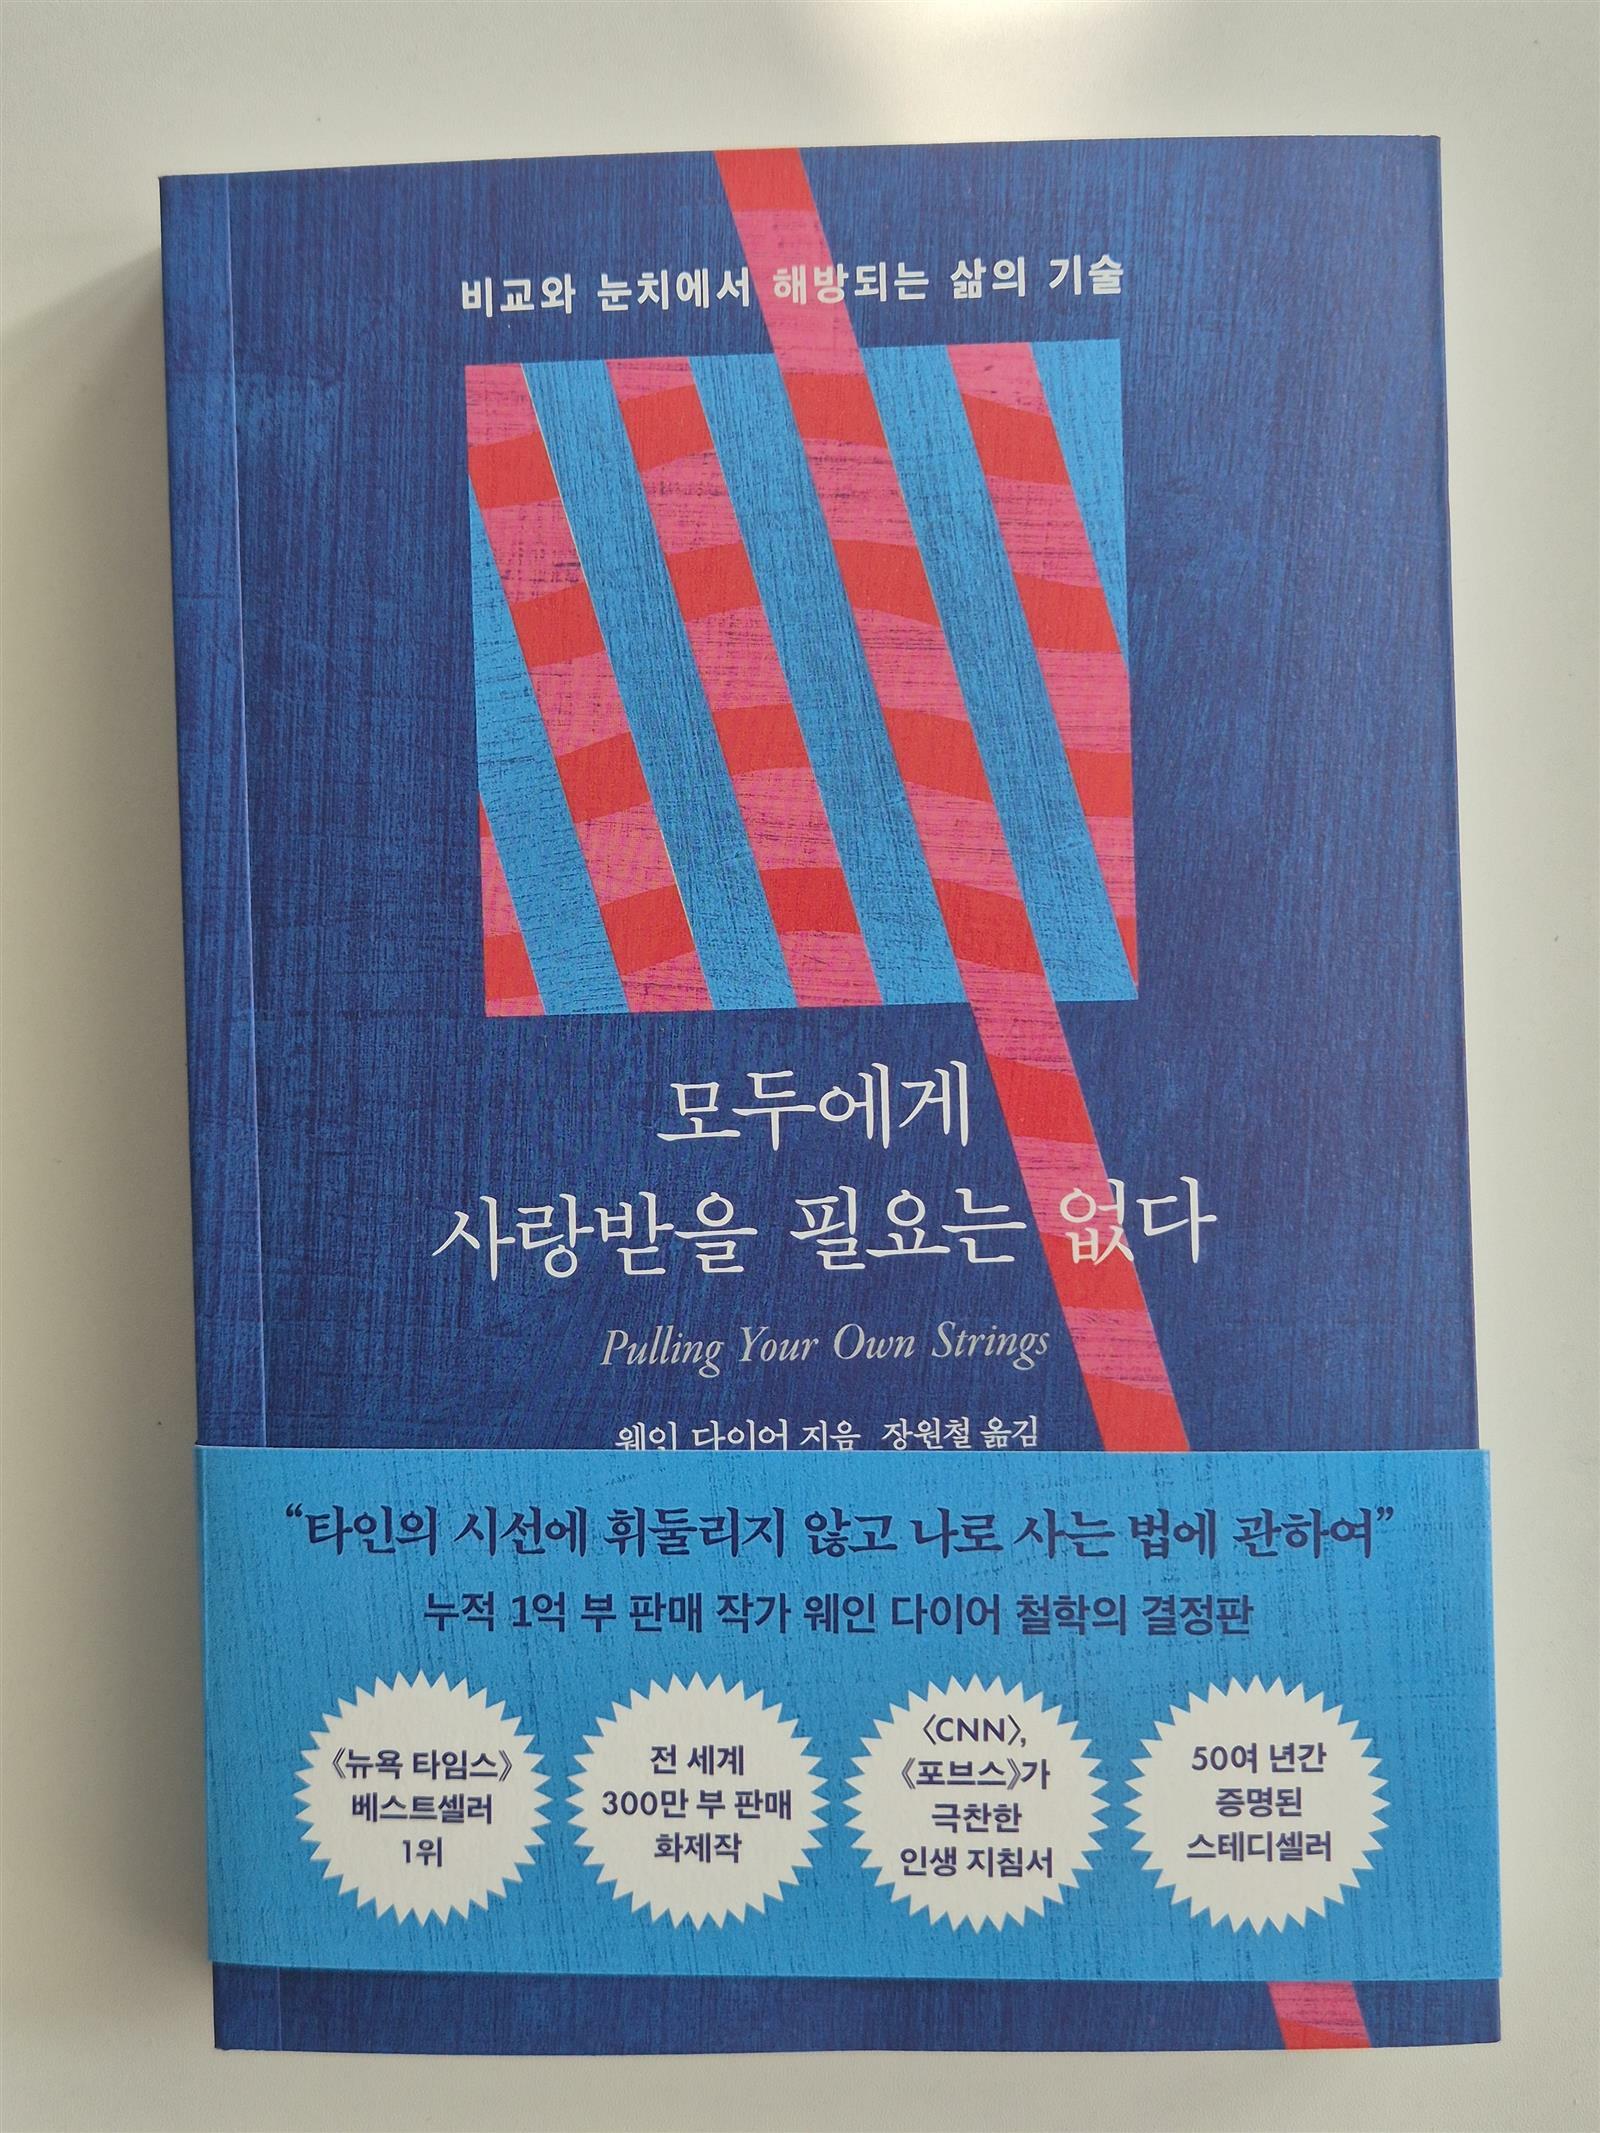 비교와 눈치에서 해방되는 삶의 기술
모두에게
사랑받을 필요는 없다
Pulling Your Own Strings
웨인 다이어 지음 장원철 옮김
“타인의 시선에 휘둘리지 않고 나로 사는 법에 관하여”
누적 1억 부 판매 작가 웨인 다이어 철학의 결정판
《뉴욕 타임스》
베스트셀러
1위
전 세계
300만 부 판매
화제작
〈CNN〉,
《포브스》가
극찬한
인생 지침서
50여 년간
증명된
스테디셀러